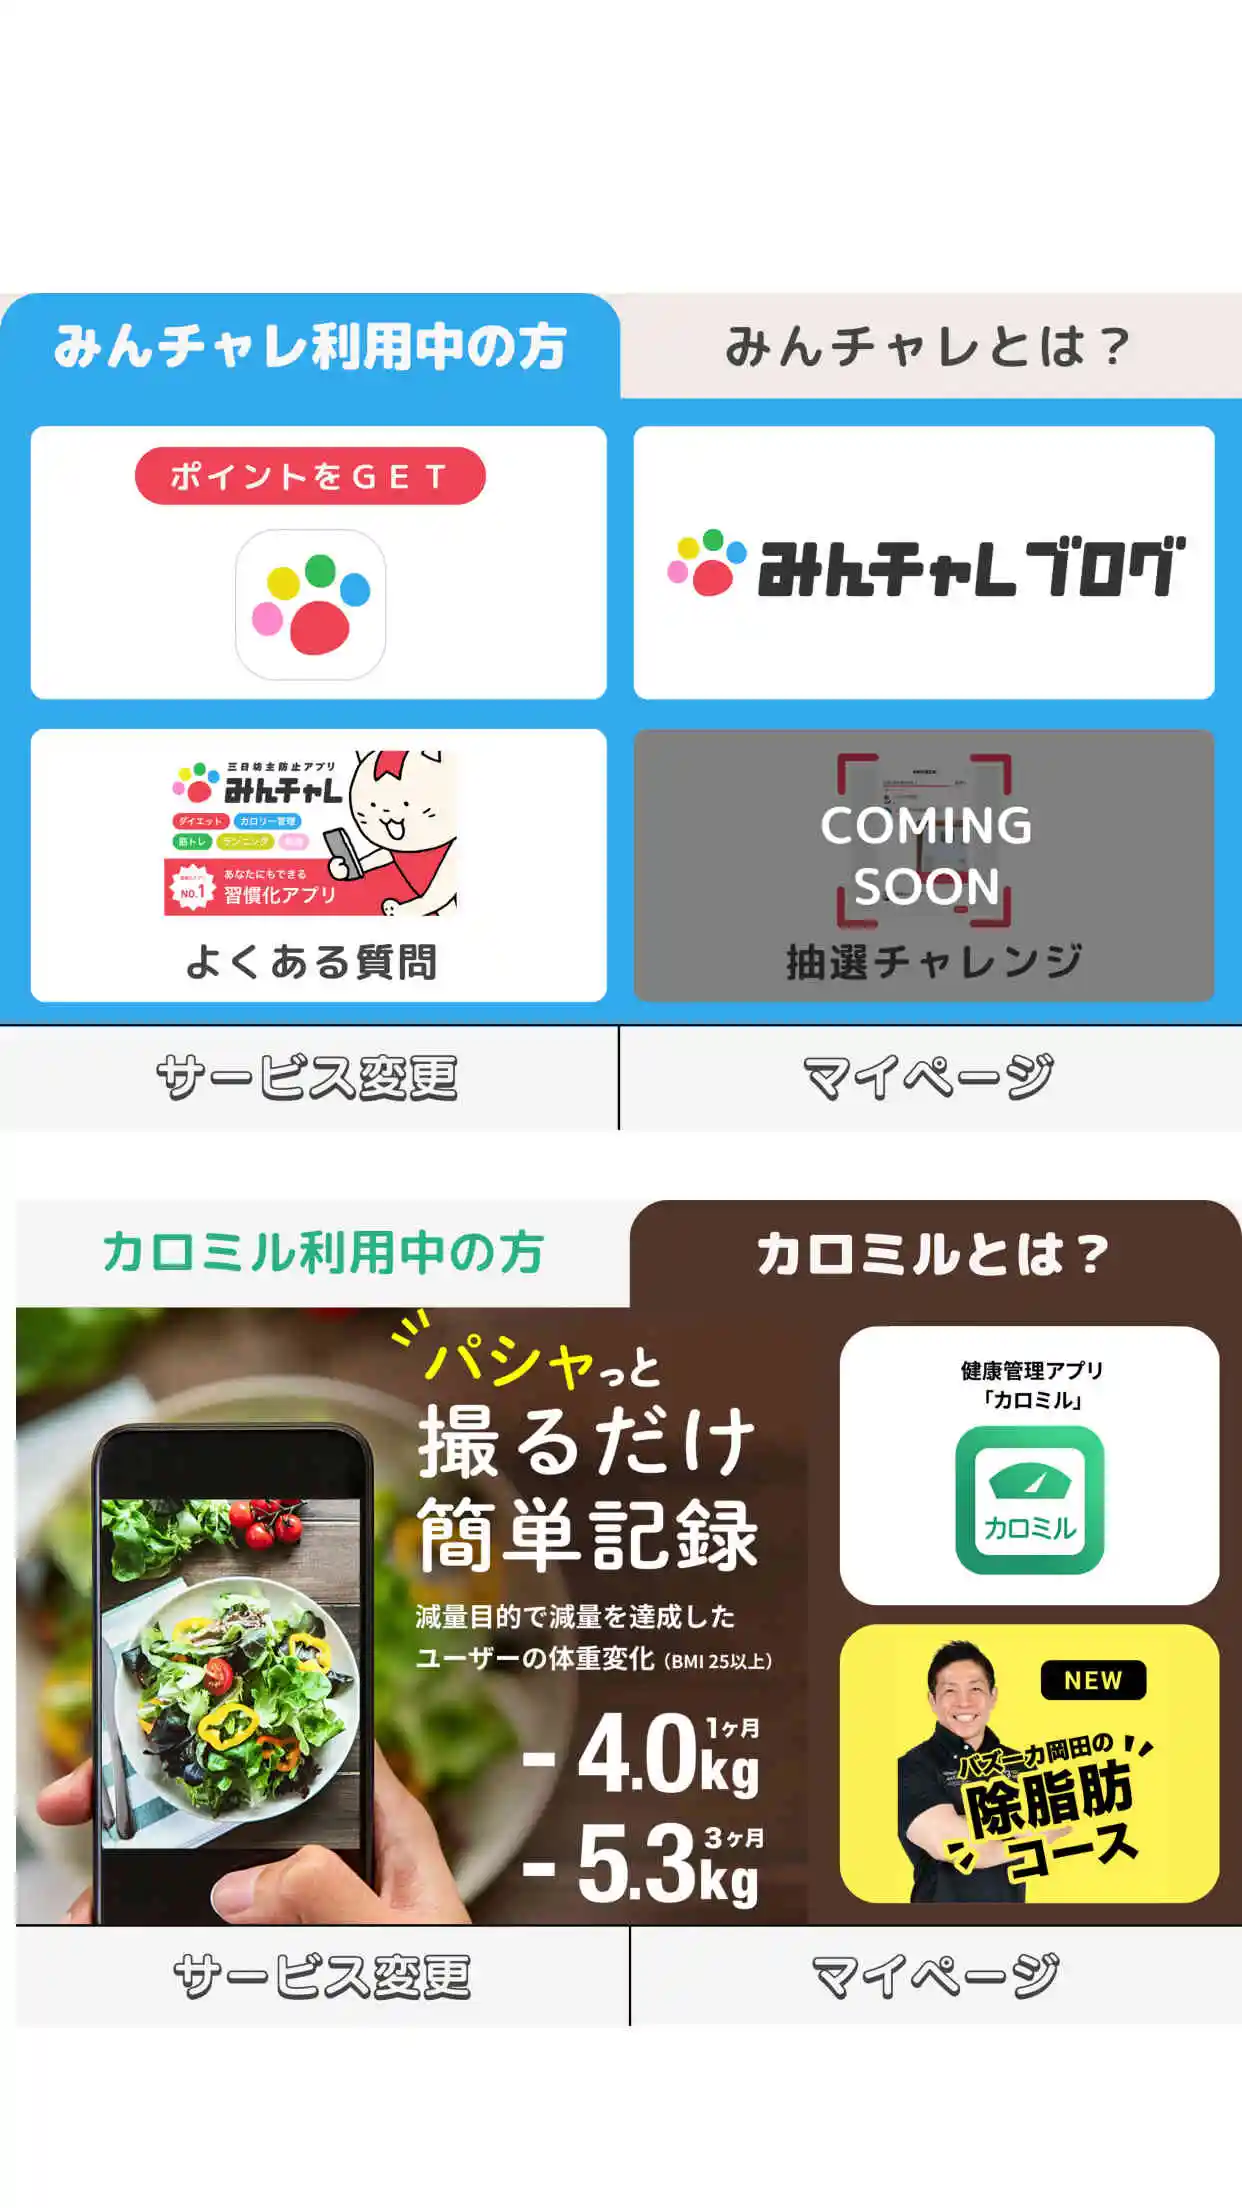 みんチャレ利用中の方
みんチャレとは？
ポイントをＧＥＴ
みんチャレブログ
三日坊主防止アプリ
みんチャレ
ダイエット
カロリー管理
筋トレ
ランニング
NO.1
あなたにもできる
習慣化アプリ
よくある質問
COMING
SOON
抽選チャレンジ
サービス変更
マイページ
カロミル利用中の方
カロミルとは？
パシャっと
撮るだけ
簡単記録
減量目的で減量を達成した
ユーザーの体重変化（BMI 25以上）
1ヶ月
- 4.0kg
3ヶ月
- 5.3kg
健康管理アプリ
「カロミル」
カロミル
NEW
バズーカ岡田の
除脂肪
コース
サービス変更
マイページ